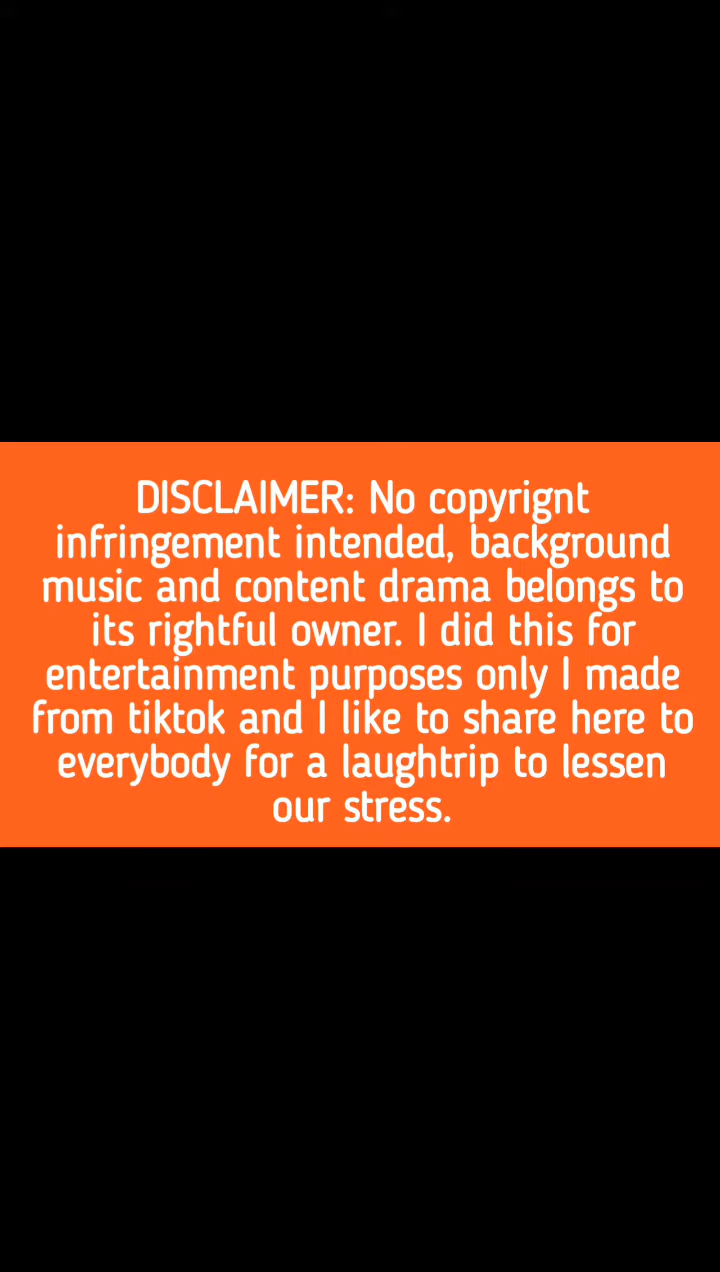 DISCLAIMER: No copyrignt
infringement intended, background
music and content drama belongs to
its rightful owner. I did this for
entertainment purposes only I made
from tiktok and I like to share here to
everybody for a laughtrip to lessen
our stress.